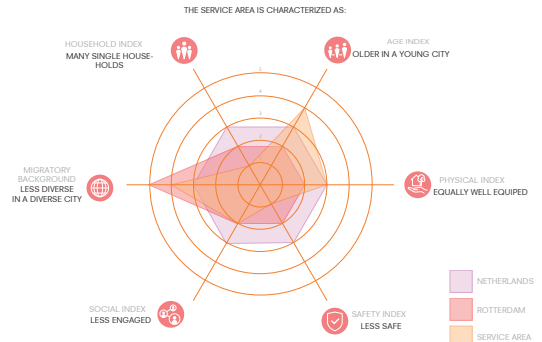 THE SERVICE AREA IS CHARACTERIZED AS:
HOUSEHOLD INDEX
MANY SINGLE HOUSE-
HOLDS
AGE INDEX
OLDER IN A YOUNG CITY
MIGRATORY
BACKGROUND
LESS DIVERSE
IN A DIVERSE CITY
PHYSICAL INDEX
EQUALLY WELL EQUIPED
SOCIAL INDEX
LESS ENGAGED
SAFETY INDEX
LESS SAFE
NETHERLANDS
ROTTERDAM
SERVICE AREA